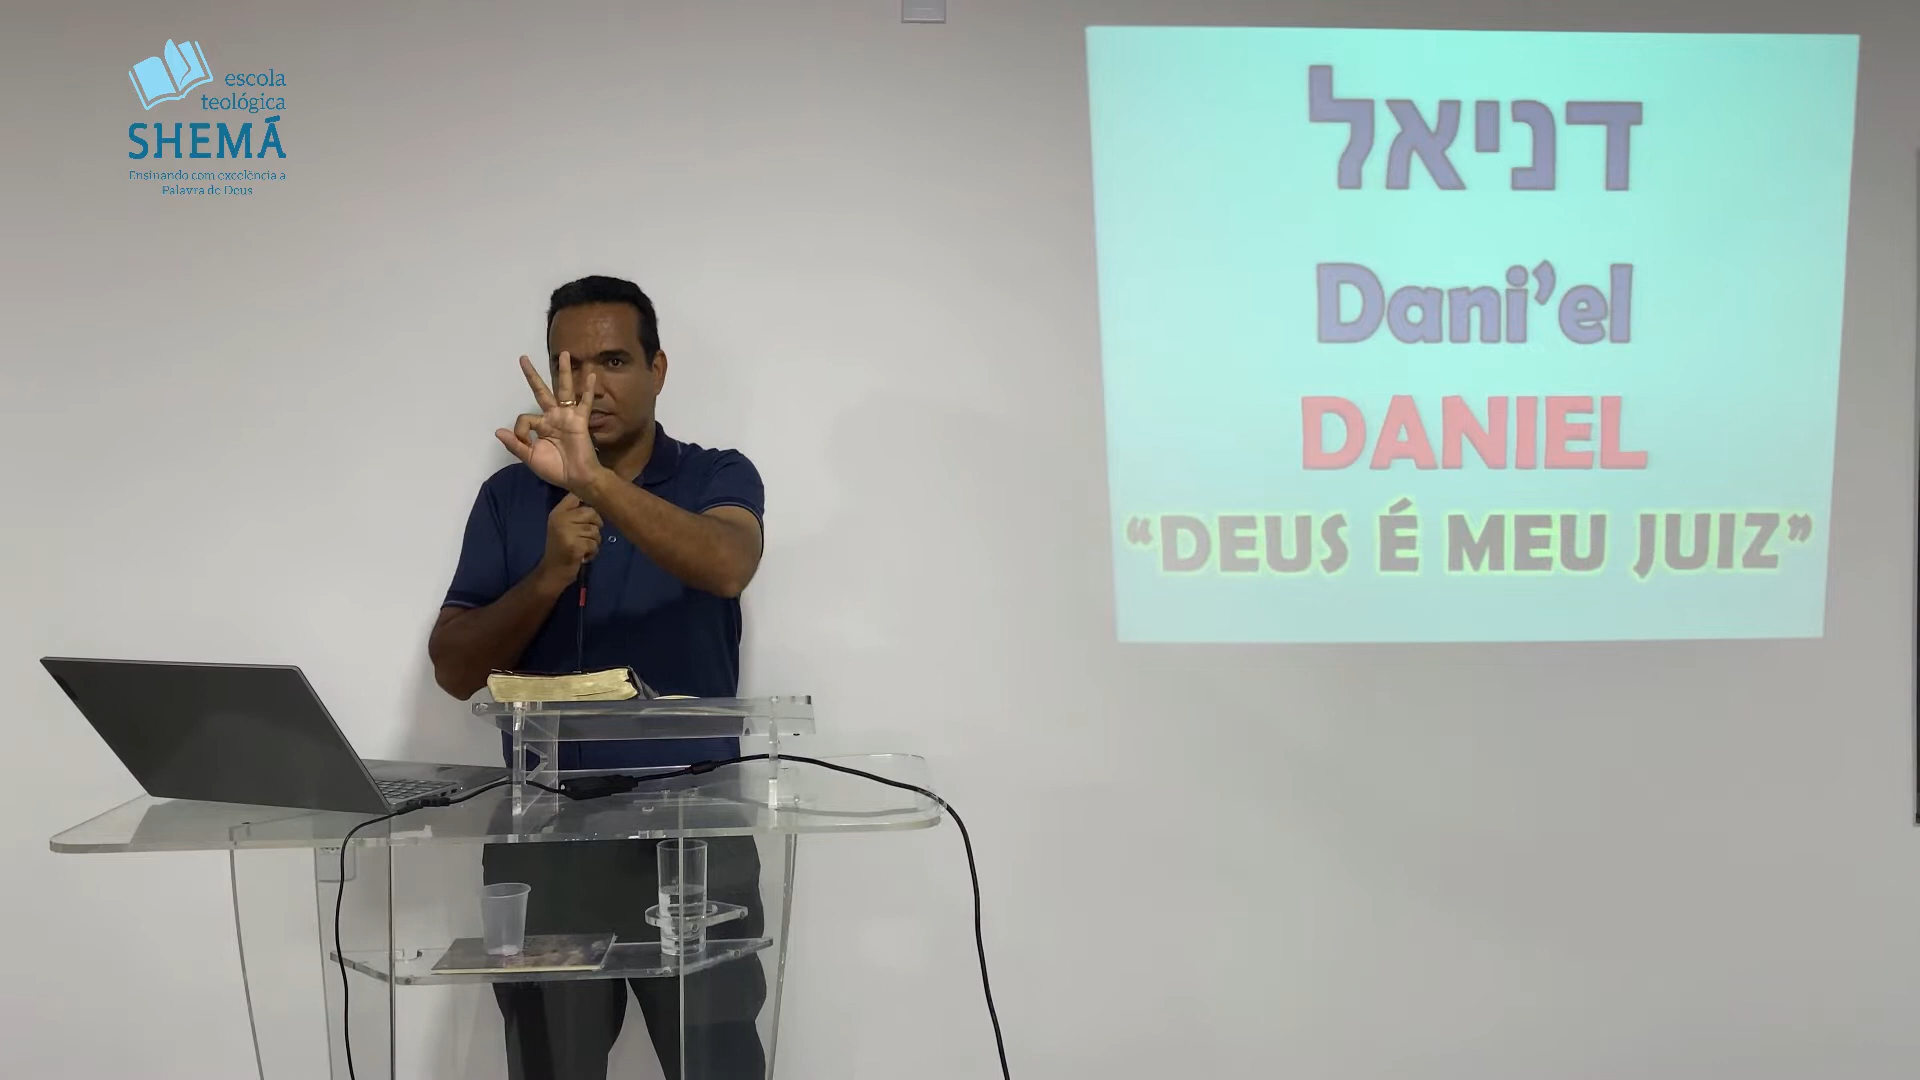 escola
teológica
SHEMÁ
Ensinando com excelência a
Palavra de Deus
דניאל
Dani’el
DANIEL
“DEUS É MEU JUIZ”